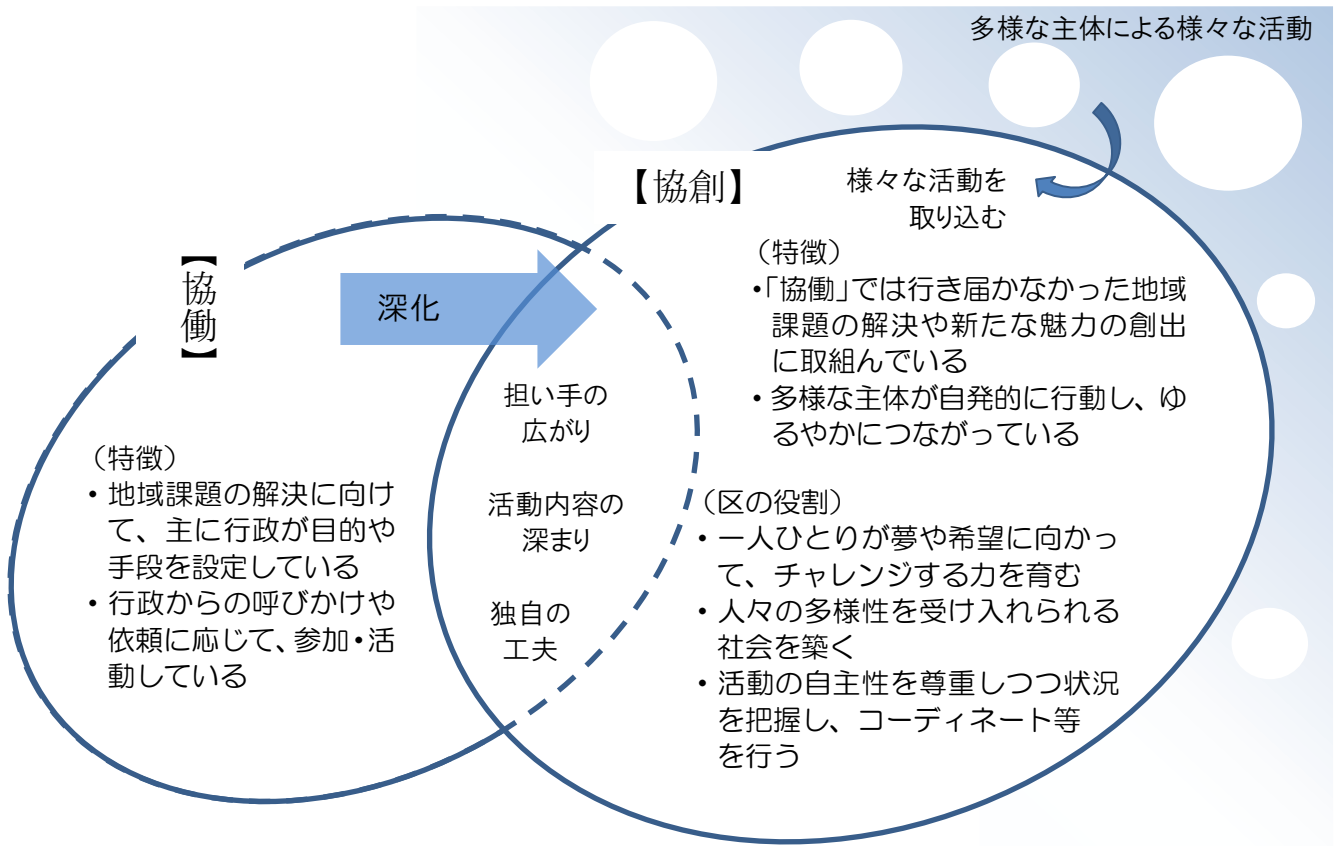 多様な主体による様々な活動
【協創】
様々な活動を
取り込む
(特徴)
・「協働」では行き届かなかった地域
課題の解決や新たな魅力の創出
に取組んでいる
・多様な主体が自発的に行動し、ゆ
るやかにつながっている
(区の役割)
・一人ひとりが夢や希望に向かっ
て、チャレンジする力を育む
・人々の多様性を受け入れられる
社会を築く
・活動の自主性を尊重しつつ状況
を把握し、コーディネート等
を行う
【協働】
深化
担い手の
広がり
活動内容の
深まり
独自の
工夫
(特徴)
・地域課題の解決に向け
て、主に行政が目的や
手段を設定している
・行政からの呼びかけや
依頼に応じて、参加・活
動している